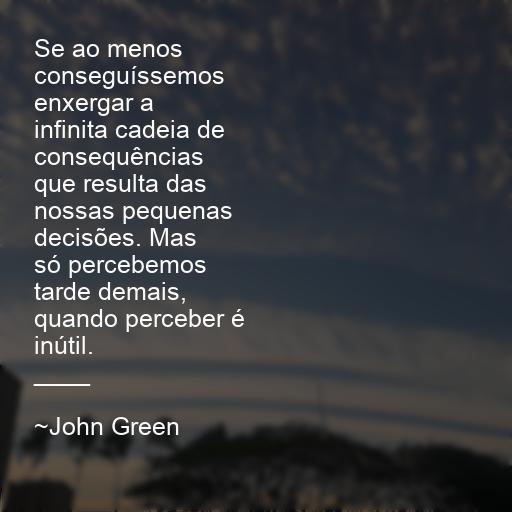 Se ao menos
conseguíssemos
enxergar a
infinita cadeia de
consequências
que resulta das
nossas pequenas
decisões. Mas
só percebemos
tarde demais,
quando perceber é
inútil.
____
~John Green